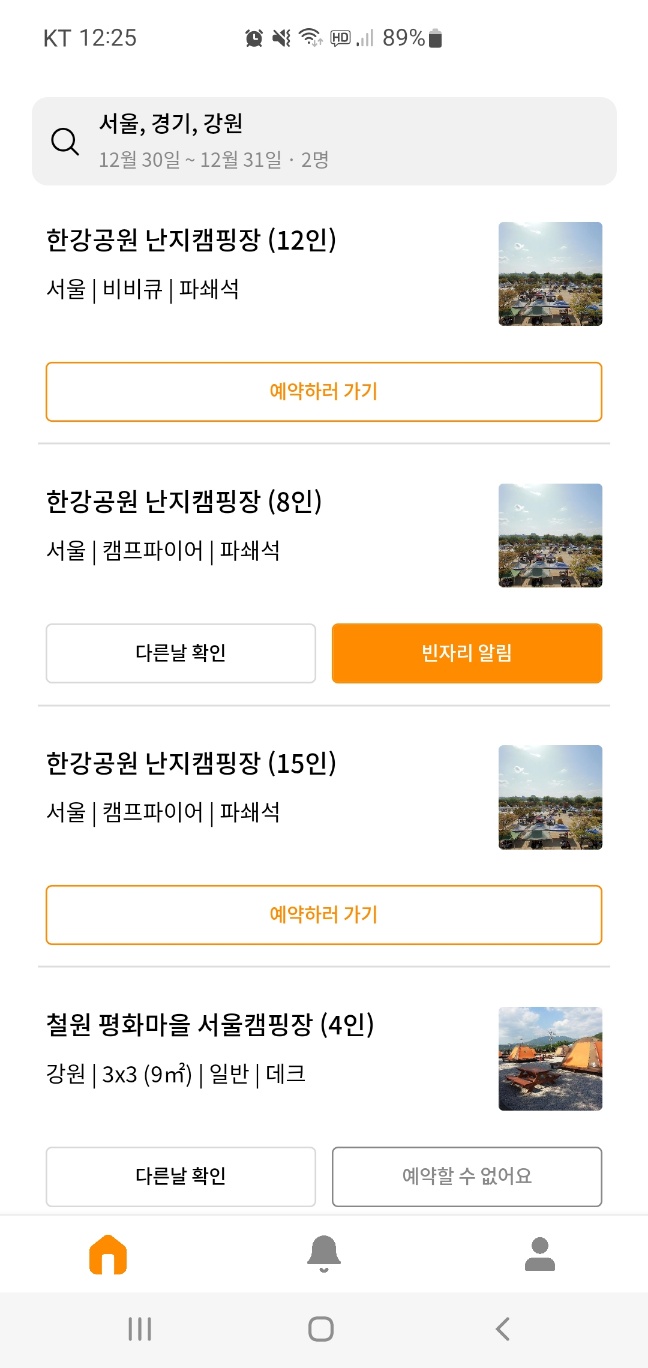 KT 12:25
HD
89%
서울, 경기, 강원
12월 30일 ~ 12월 31일 · 2명
한강공원 난지캠핑장 (12인)
서울 | 비비큐 | 파쇄석
예약하러 가기
한강공원 난지캠핑장 (8인)
서울 | 캠프파이어 | 파쇄석
다른날 확인
빈자리 알림
한강공원 난지캠핑장 (15인)
서울 | 캠프파이어 | 파쇄석
예약하러 가기
철원 평화마을 서울캠핑장 (4인)
강원 | 3x3 (9㎡) | 일반 | 데크
다른날 확인
예약할 수 없어요